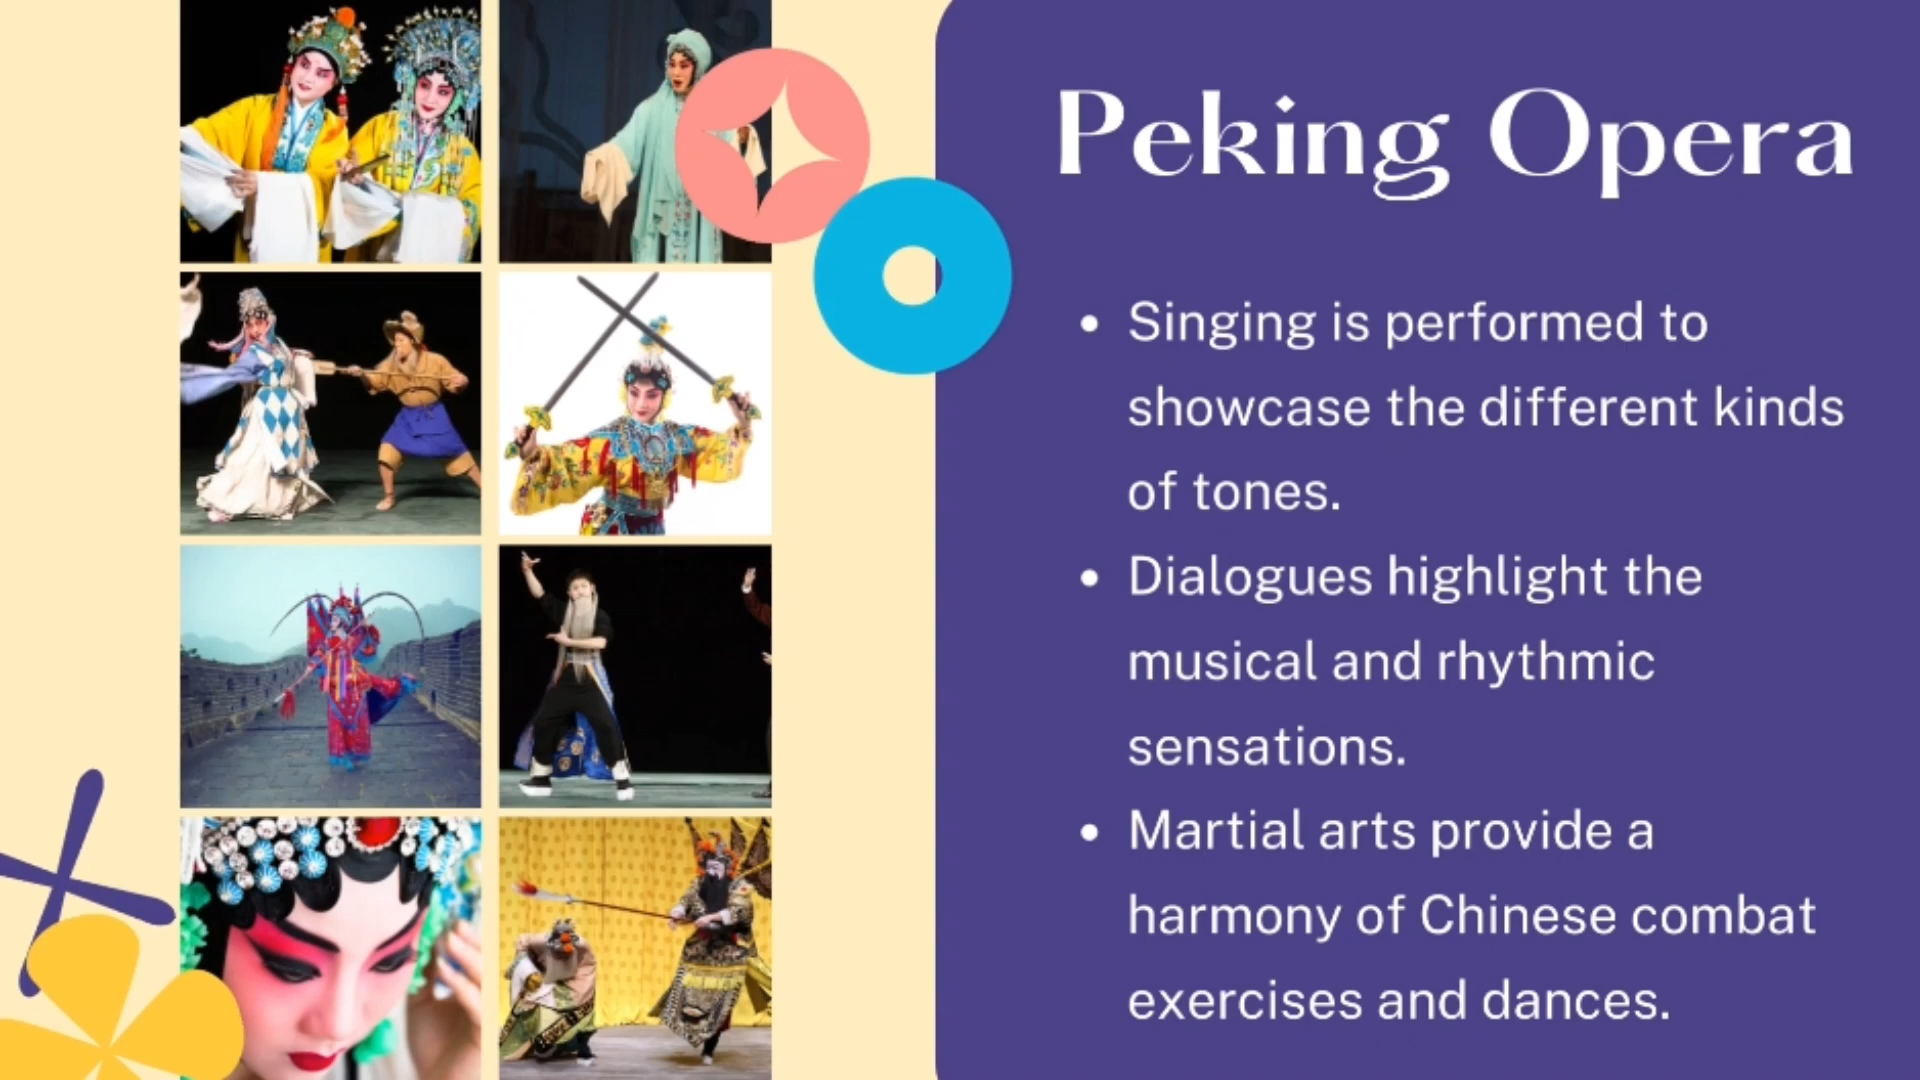 Peking Opera
• Singing is performed to
showcase the different kinds
of tones.
• Dialogues highlight the
musical and rhythmic
sensations.
• Martial arts provide a
harmony of Chinese combat
exercises and dances.